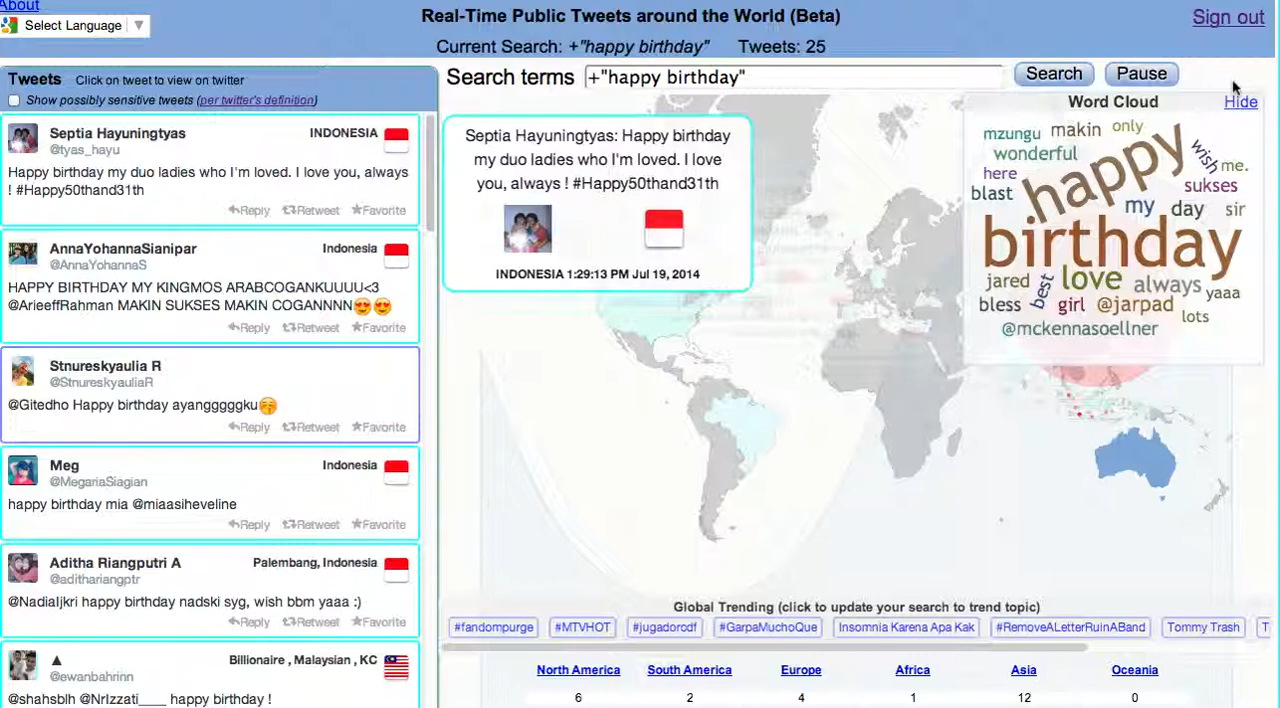 About
Select Language
Real-Time Public Tweets around the World (Beta)
Current Search: +"happy birthday" Tweets: 25
Sign out
Tweets Click on tweet to view on twitter
Show possibly sensitive tweets (per twitter's definition)
Septia Hayuningtyas INDONESIA
@tyas_hayu
Happy birthday my duo ladies who I'm loved. I love you, always
! #Happy50thand31th
Reply Retweet Favorite
AnnaYohannaSianipar Indonesia
@AnnaYohannaS
HAPPY BIRTHDAY MY KINGMOS ARABCOGANKUUUU<3
@ArieeffRahman MAKIN SUKSES MAKIN COGANNNN😍😍
Reply Retweet Favorite
Stnureskyaulia R
@StnureskyauliaR
@Gitedho Happy birthday ayangggggku😚
Reply Retweet Favorite
Meg Indonesia
@MegariaSiagian
happy birthday mia @miaasiheveline
Reply Retweet Favorite
Aditha Riangputri A Palembang, Indonesia
@adithariangptr
@NadiaIjkri happy birthday nadski syg, wish bbm yaaa :)
Reply Retweet Favorite
▲ Billionaire , Malaysian , KC
@ewanbahrinn
@shahsblh @NrIzzati____ happy birthday !
Search terms +"happy birthday" Search Pause
Septia Hayuningtyas: Happy birthday
my duo ladies who I'm loved. I love
you, always ! #Happy50thand31th
INDONESIA 1:29:13 PM Jul 19, 2014
Word Cloud Hide
mzungu makin only
wonderful happy wish
here me.
blast sukses
my day sir
birthday
jared best love always yaaa
bless girl @jarpad lots
@mckennasoellner
Global Trending (click to update your search to trend topic)
#fandompurge #MTVHOT #jugadorcdf #GarpaMuchoQue Insomnia Karena Apa Kak #RemoveALetterRuinABand Tommy Trash T
North America South America Europe Africa Asia Oceania
6 2 4 1 12 0